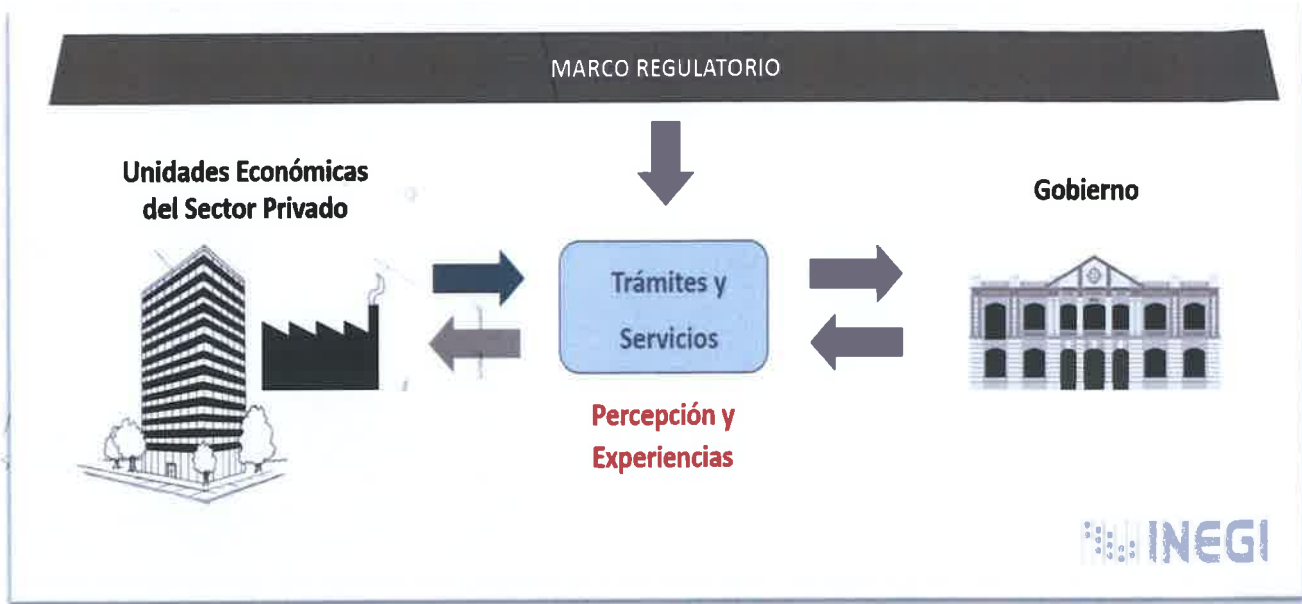 MARCO REGULATORIO
Unidades Económicas
del Sector Privado
Gobierno
Trámites y
Servicios
Percepción y
Experiencias
INEGI